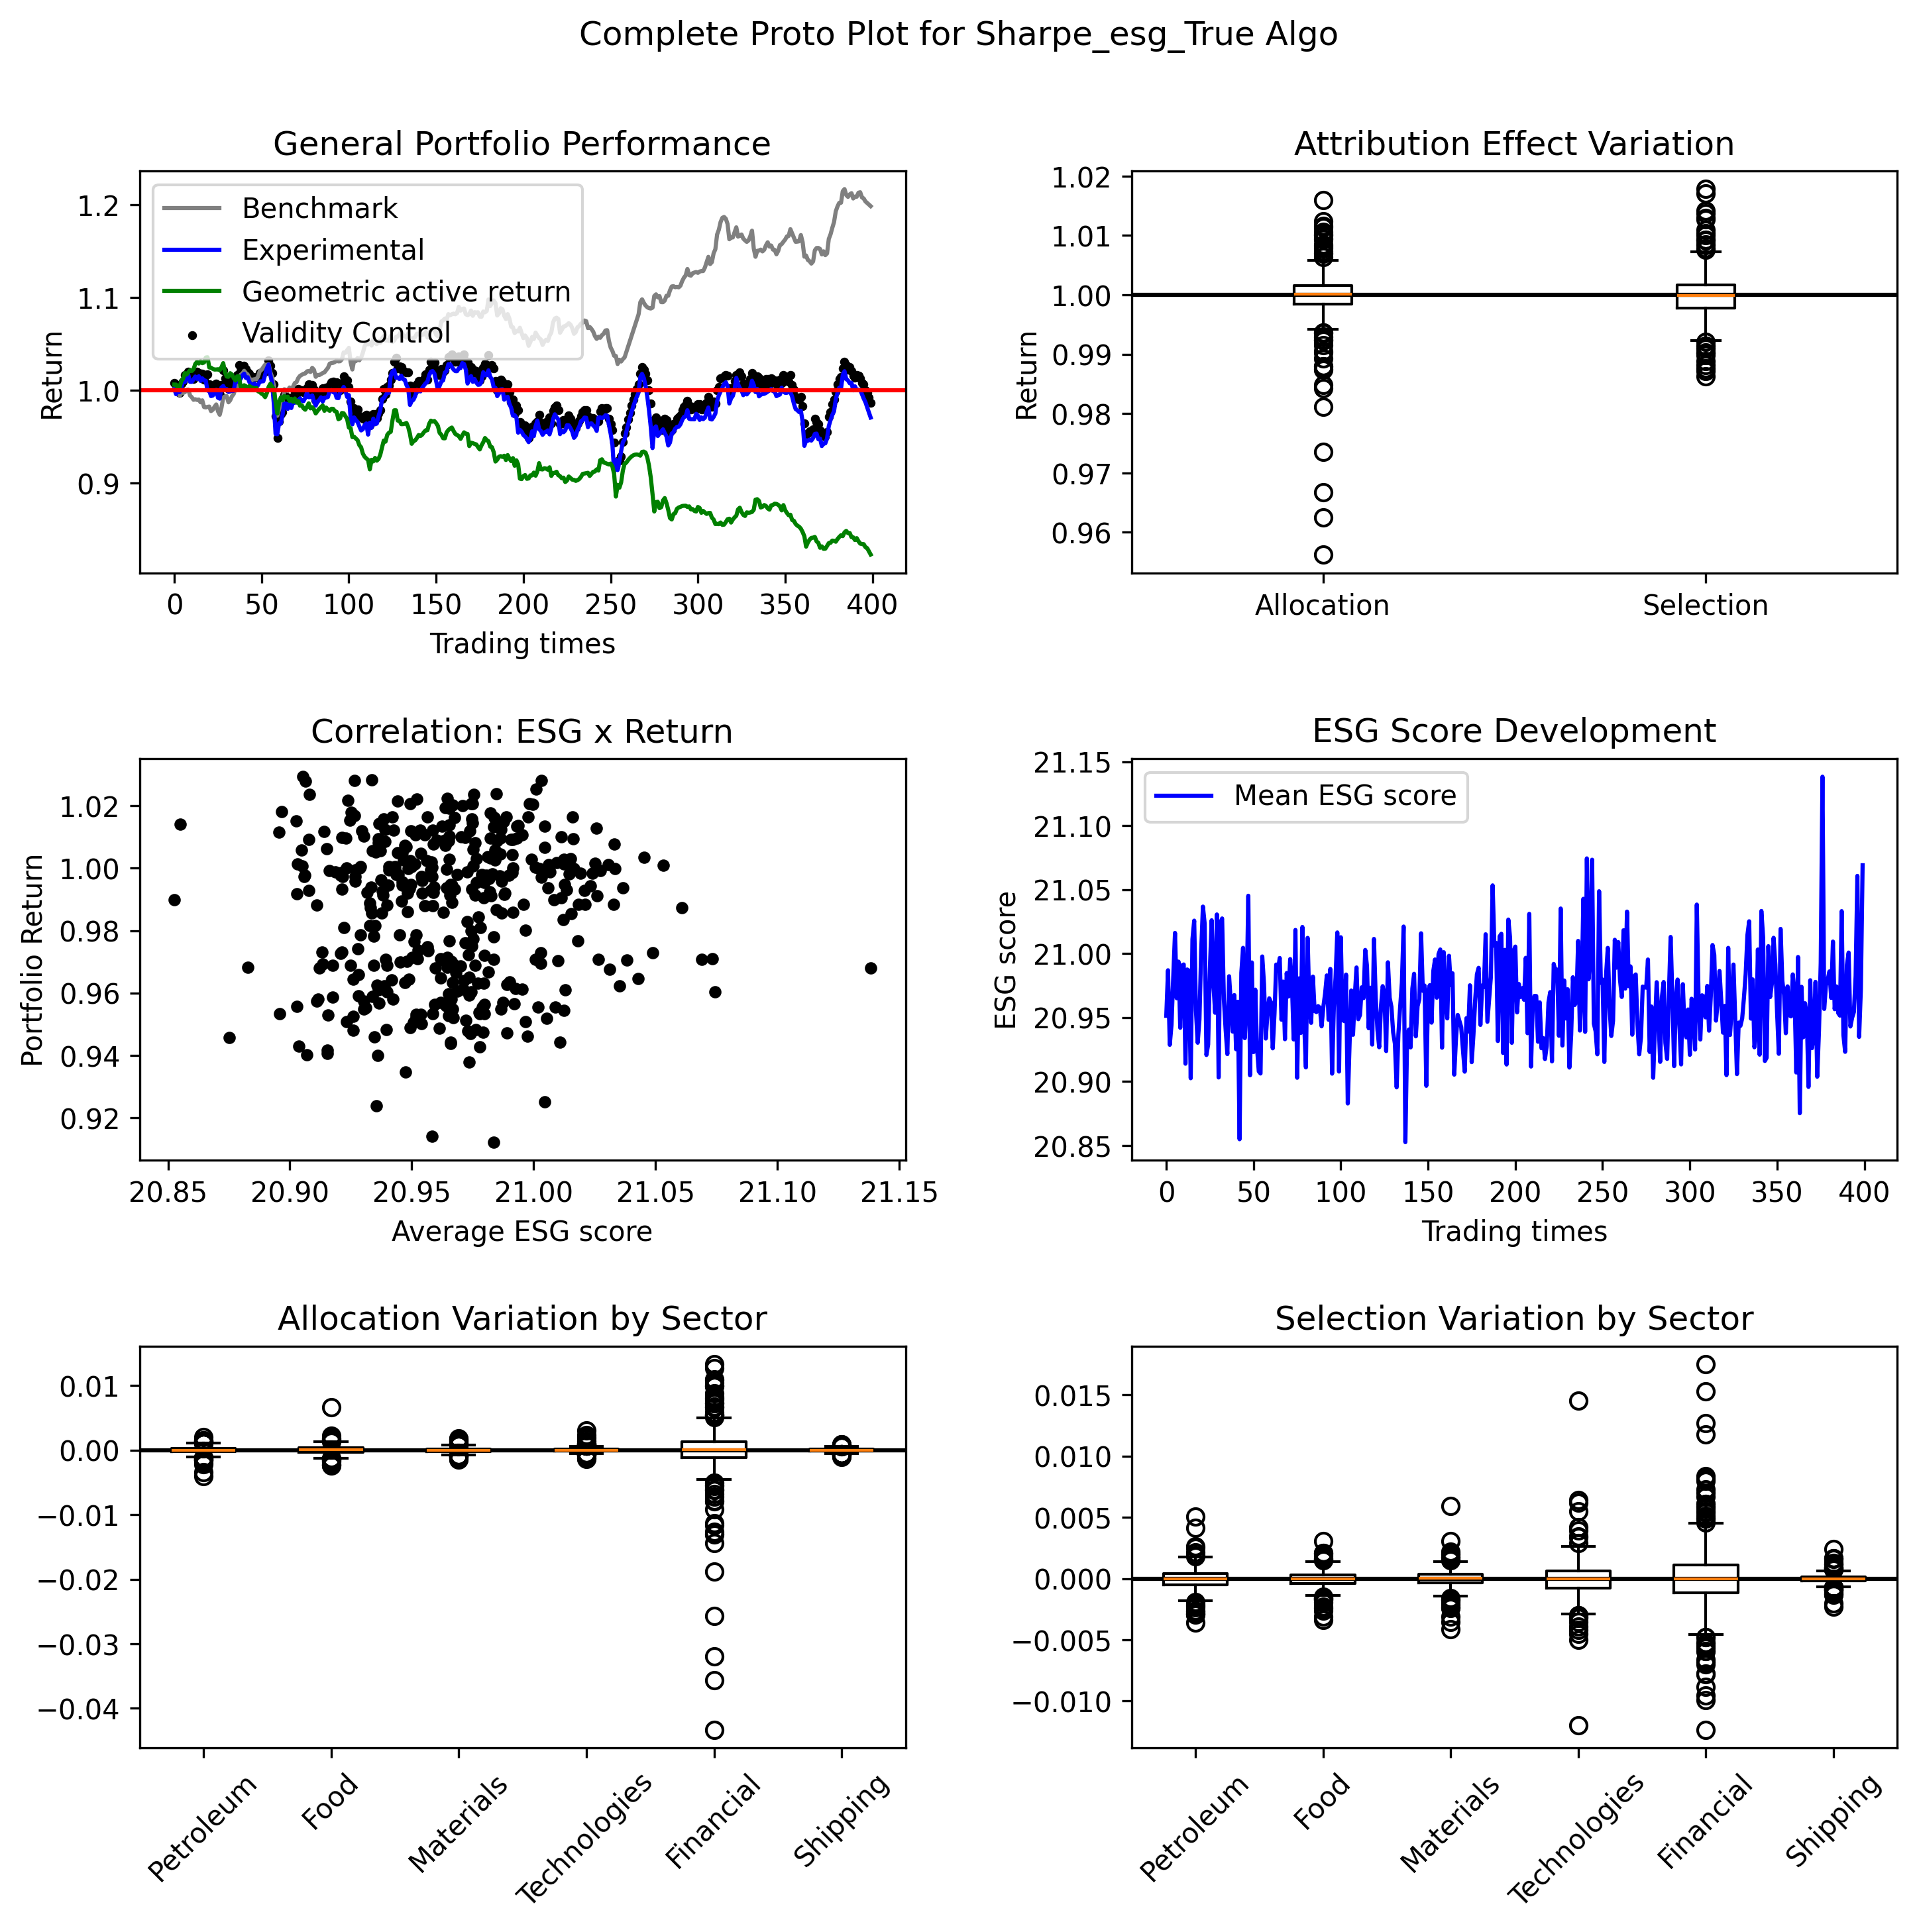 Complete Proto Plot for Sharpe_esg_True Algo
General Portfolio Performance
Return
1.2
1.1
1.0
0.9
Benchmark
Experimental
Geometric active return
Validity Control
0 50 100 150 200 250 300 350 400
Trading times
Attribution Effect Variation
Return
1.02
1.01
1.00
0.99
0.98
0.97
0.96
Allocation Selection
Correlation: ESG x Return
Portfolio Return
1.02
1.00
0.98
0.96
0.94
0.92
20.85 20.90 20.95 21.00 21.05 21.10 21.15
Average ESG score
ESG Score Development
ESG score
21.15
21.10
21.05
21.00
20.95
20.90
20.85
Mean ESG score
0 50 100 150 200 250 300 350 400
Trading times
Allocation Variation by Sector
0.01
0.00
−0.01
−0.02
−0.03
−0.04
Petroleum
Food
Materials
Technologies
Financial
Shipping
Selection Variation by Sector
0.015
0.010
0.005
0.000
−0.005
−0.010
Petroleum
Food
Materials
Technologies
Financial
Shipping